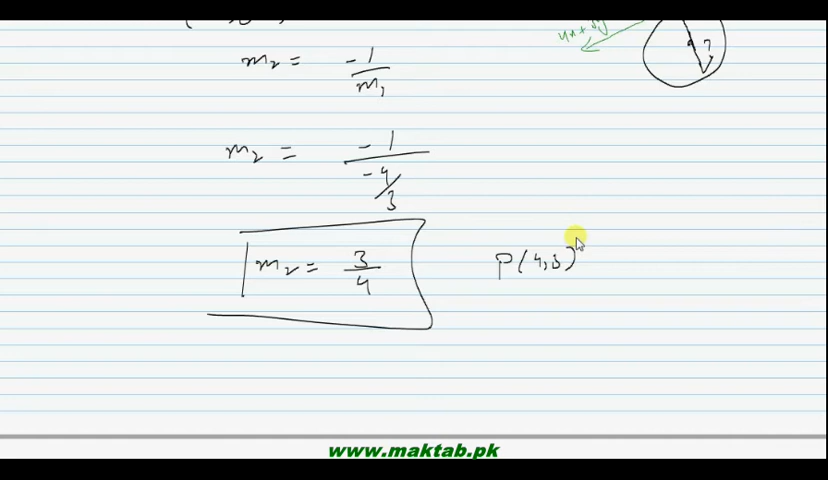 m₂ = -1/m₁
m₂ = -1/(-4/3)
m₂ = 3/4
P(4,3)
www.maktab.pk